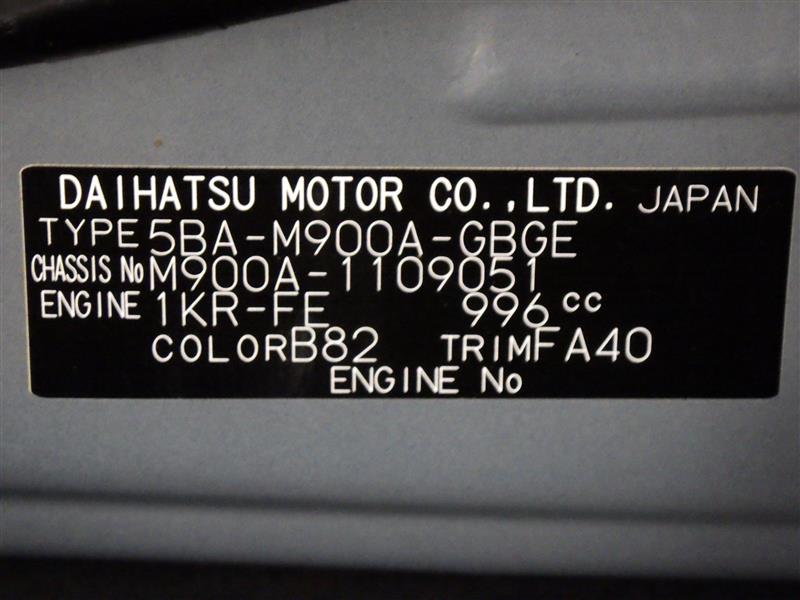 DAIHATSU MOTOR CO.,LTD. JAPAN
TYPE 5BA-M900A-GBGE
CHASSIS No M900A-1109051
ENGINE 1KR-FE 996 cc
COLOR B82 TRIM FA40
ENGINE No